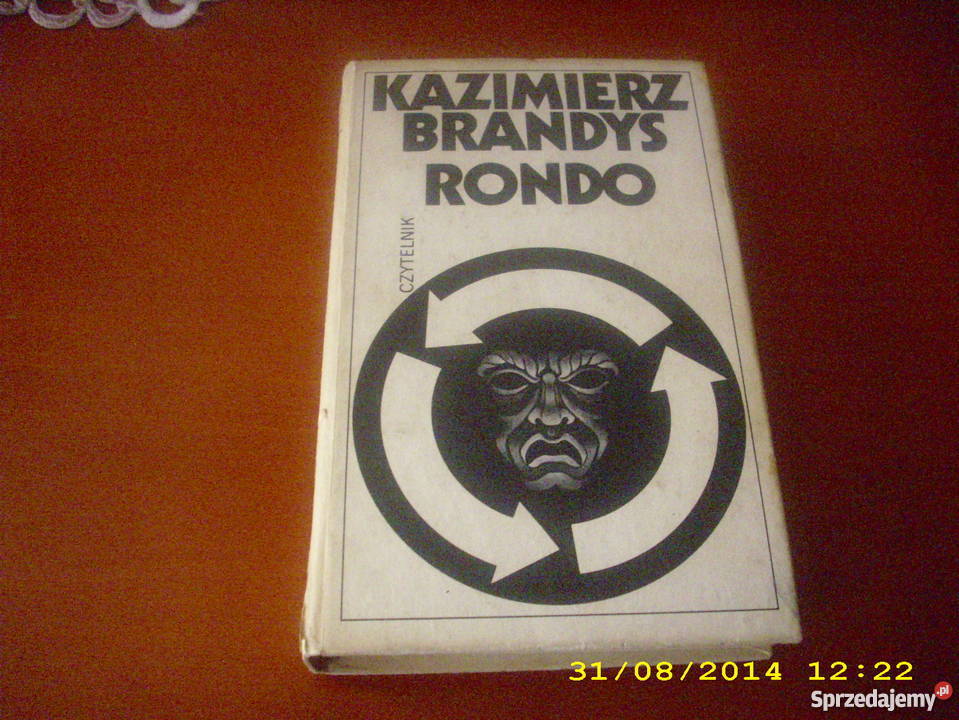 KAZIMIERZ
BRANDYS
RONDO
CZYTELNIK
31/08/2014 12:22
Sprzedajemy.pl